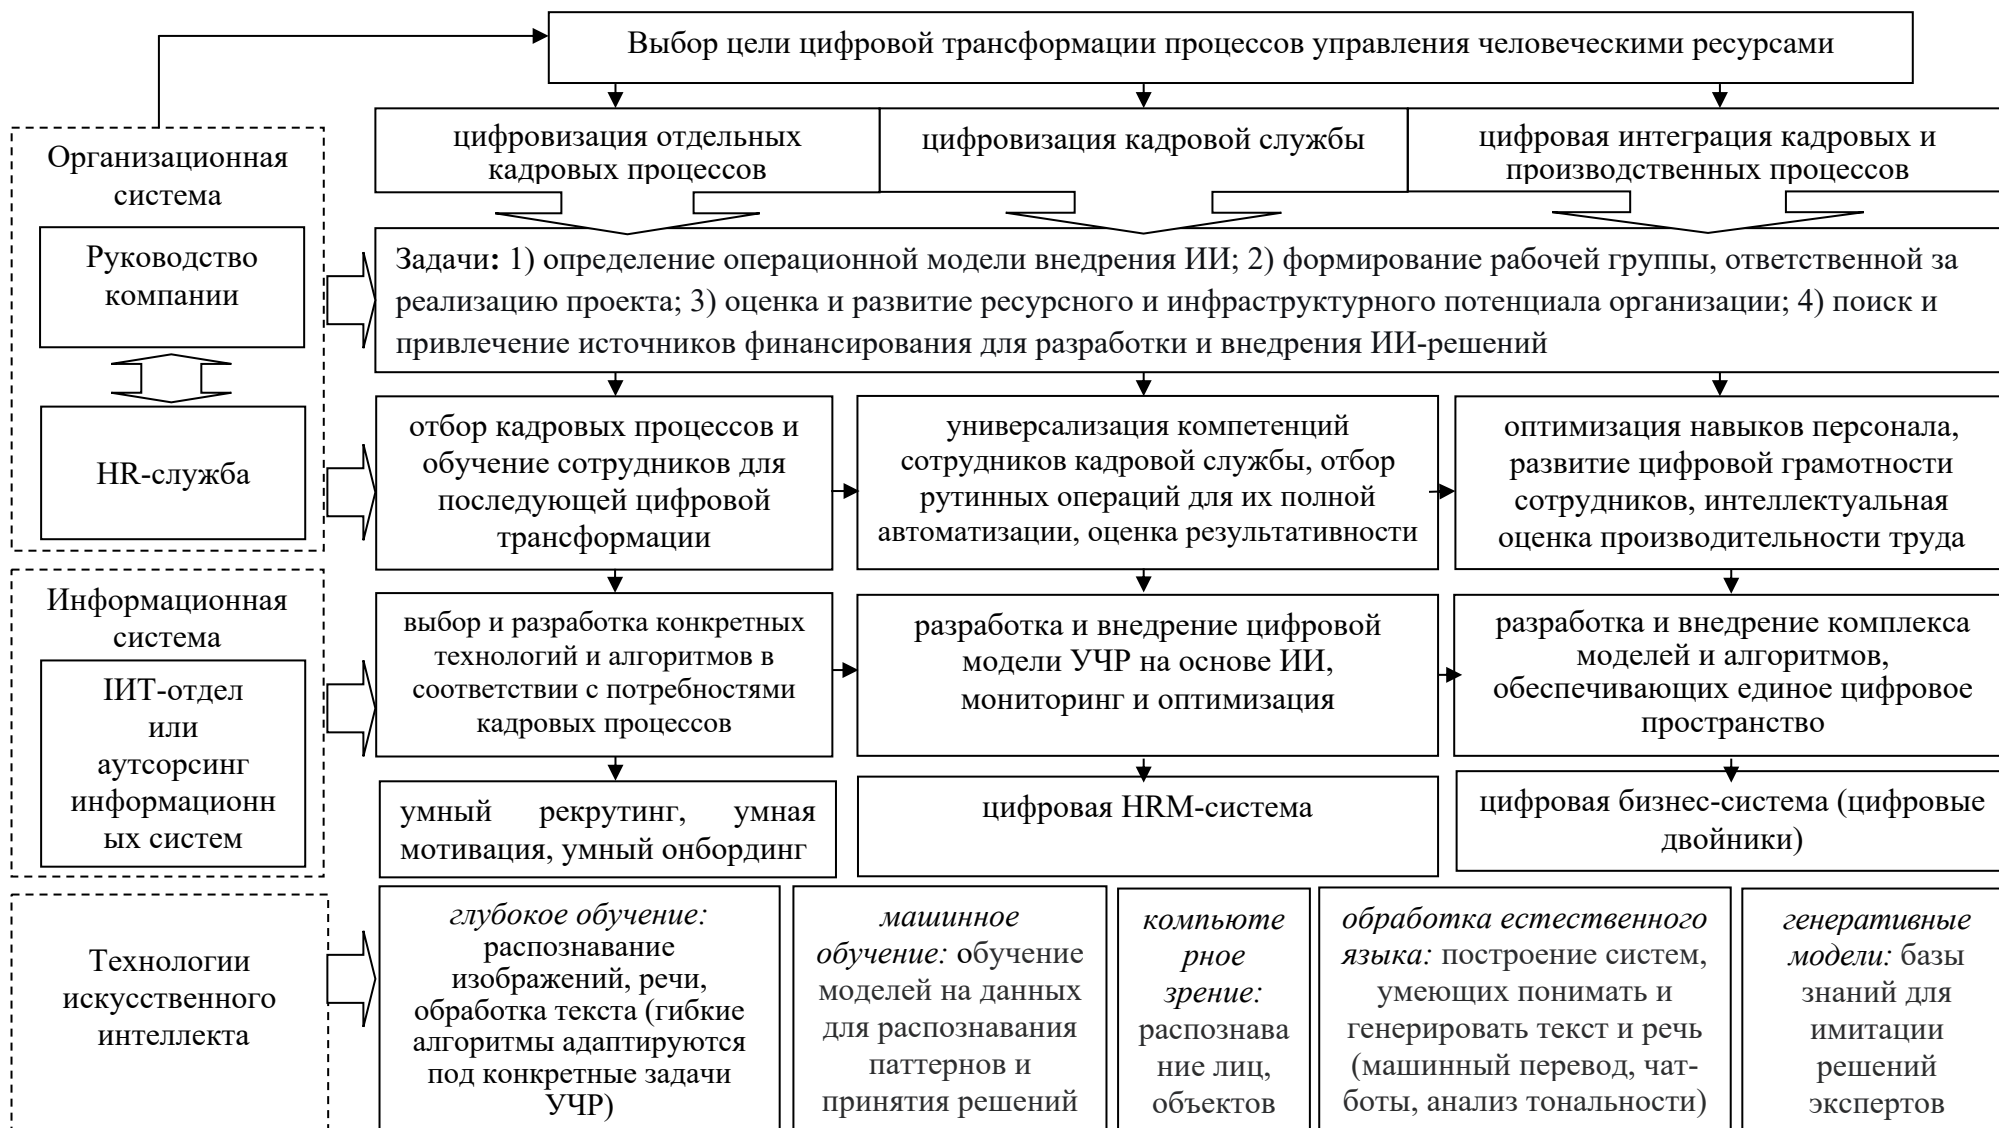 Выбор цели цифровой трансформации процессов управления человеческими ресурсами
цифровизация отдельных
кадровых процессов
цифровизация кадровой службы
цифровая интеграция кадровых и
производственных процессов
Организационная
система
Руководство
компании
HR-служба
Задачи: 1) определение операционной модели внедрения ИИ; 2) формирование рабочей группы, ответственной за
реализацию проекта; 3) оценка и развитие ресурсного и инфраструктурного потенциала организации; 4) поиск и
привлечение источников финансирования для разработки и внедрения ИИ-решений
отбор кадровых процессов и
обучение сотрудников для
последующей цифровой
трансформации
универсализация компетенций
сотрудников кадровой службы, отбор
рутинных операций для их полной
автоматизации, оценка результативности
оптимизация навыков персонала,
развитие цифровой грамотности
сотрудников, интеллектуальная
оценка производительности труда
Информационная
система
IИТ-отдел
или
аутсорсинг
информационн
ых систем
выбор и разработка конкретных
технологий и алгоритмов в
соответствии с потребностями
кадровых процессов
разработка и внедрение цифровой
модели УЧР на основе ИИ,
мониторинг и оптимизация
разработка и внедрение комплекса
моделей и алгоритмов,
обеспечивающих единое цифровое
пространство
умный рекрутинг, умная
мотивация, умный онбординг
цифровая HRM-система
цифровая бизнес-система (цифровые
двойники)
Технологии
искусственного
интеллекта
глубокое обучение:
распознавание
изображений, речи,
обработка текста (гибкие
алгоритмы адаптируются
под конкретные задачи
УЧР)
машинное
обучение: обучение
моделей на данных
для распознавания
паттернов и
принятия решений
компьюте
рное
зрение:
распознава
ние лиц,
объектов
обработка естественного
языка: построение систем,
умеющих понимать и
генерировать текст и речь
(машинный перевод, чат-
боты, анализ тональности)
генеративные
модели: базы
знаний для
имитации
решений
экспертов